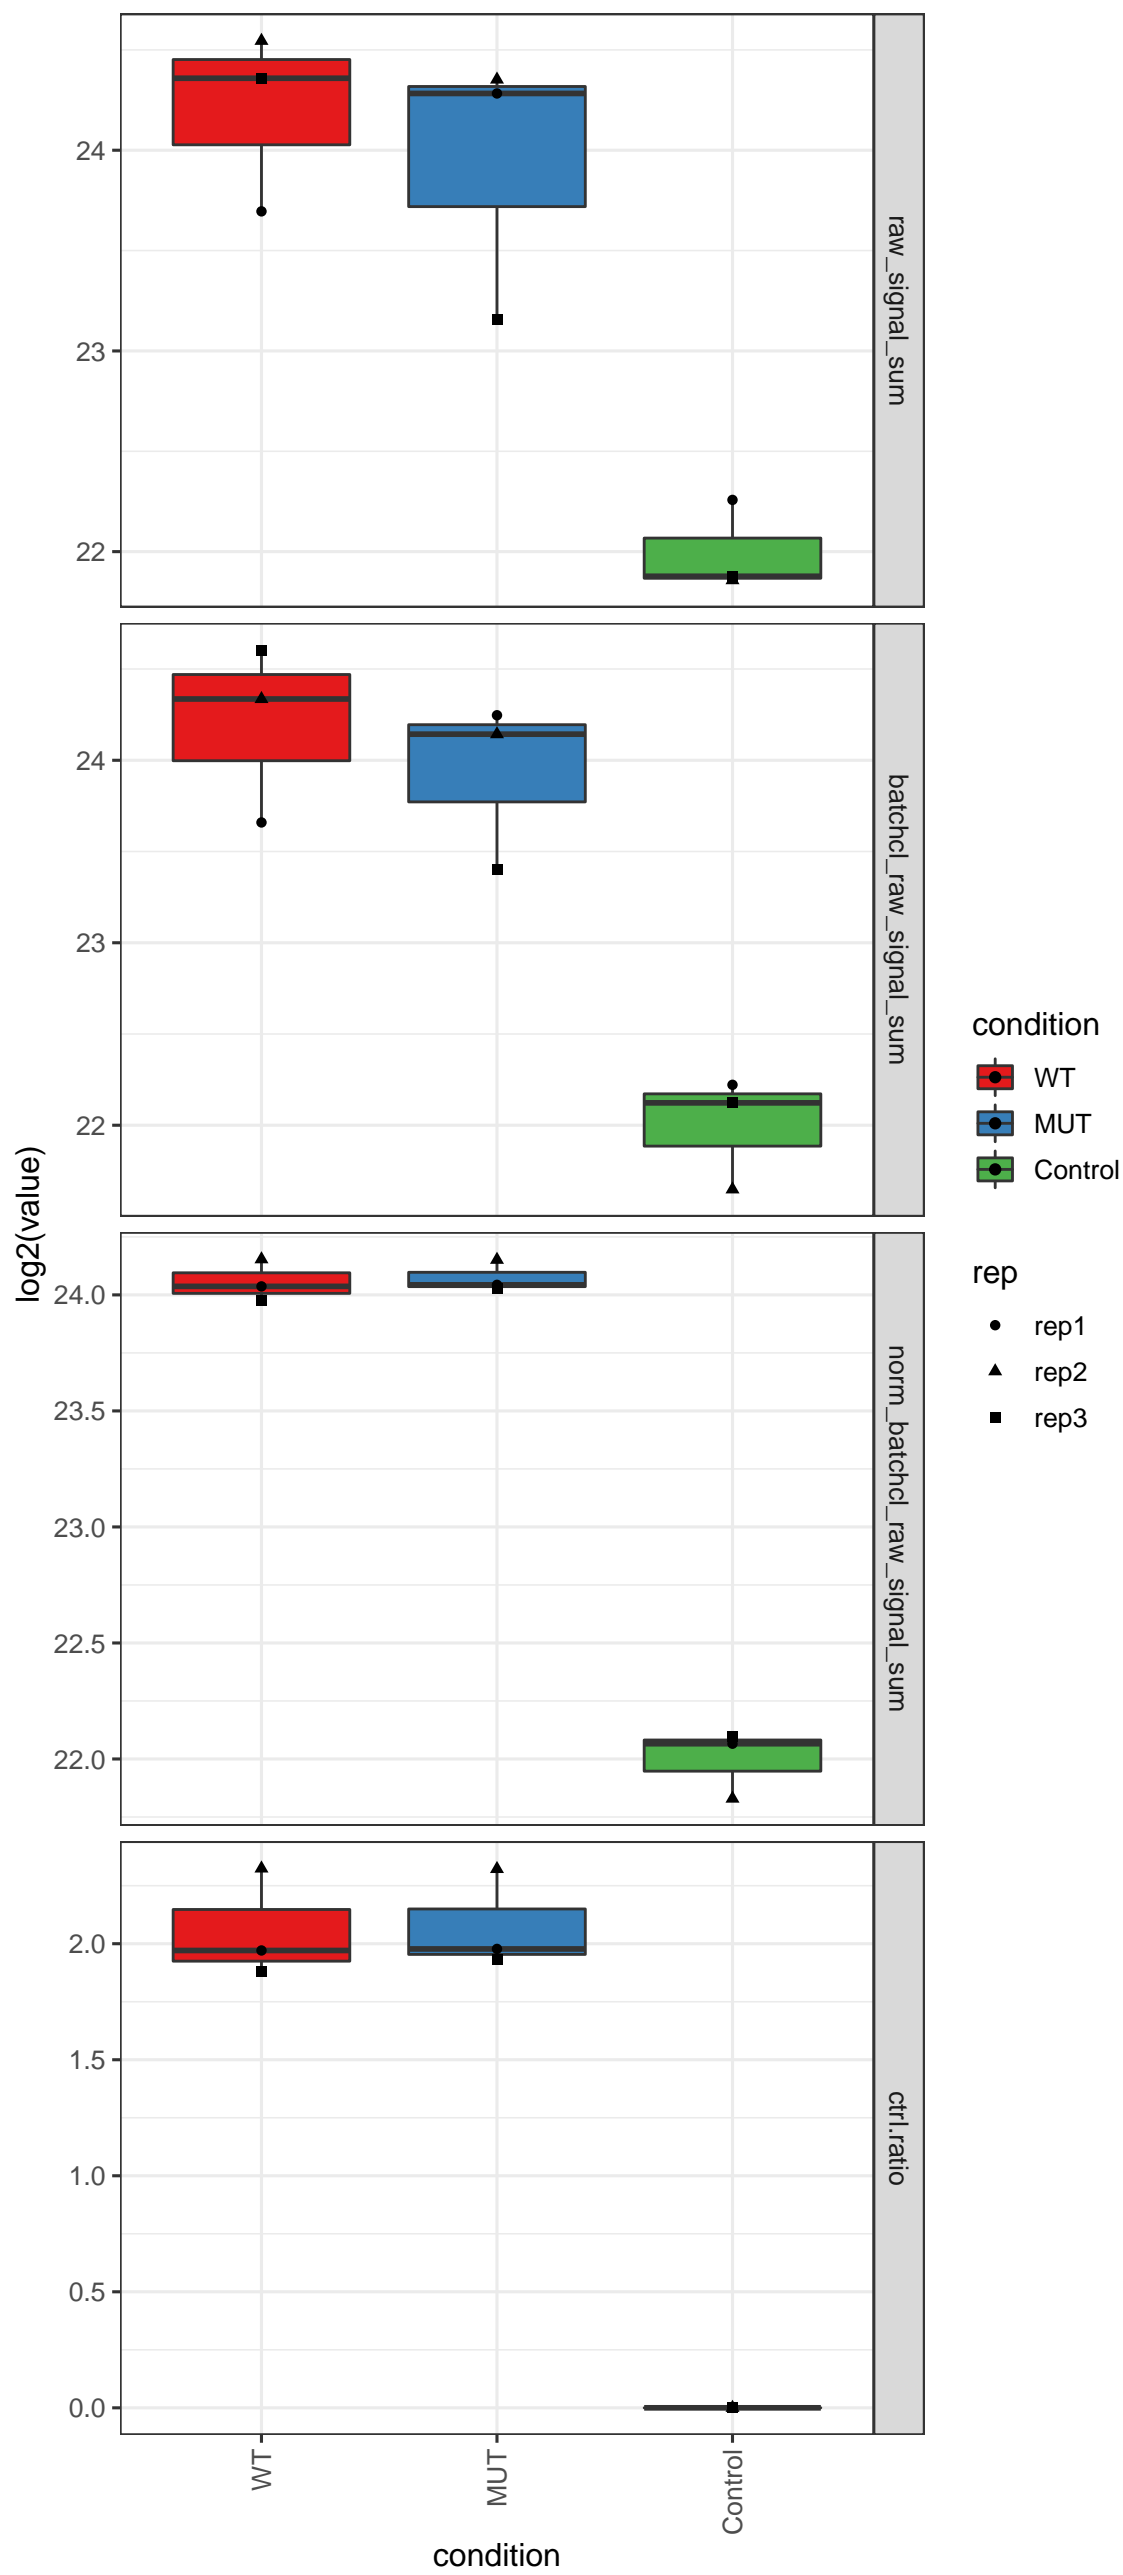 24
23
22
raw_signal_sum
24
23
22
batchcl_raw_signal_sum
24.0
23.5
23.0
22.5
22.0
norm_batchcl_raw_signal_sum
2.0
1.5
1.0
0.5
0.0
ctrl.ratio
WT
MUT
Control
condition
log2(value)
condition
WT
MUT
Control
rep
rep1
rep2
rep3